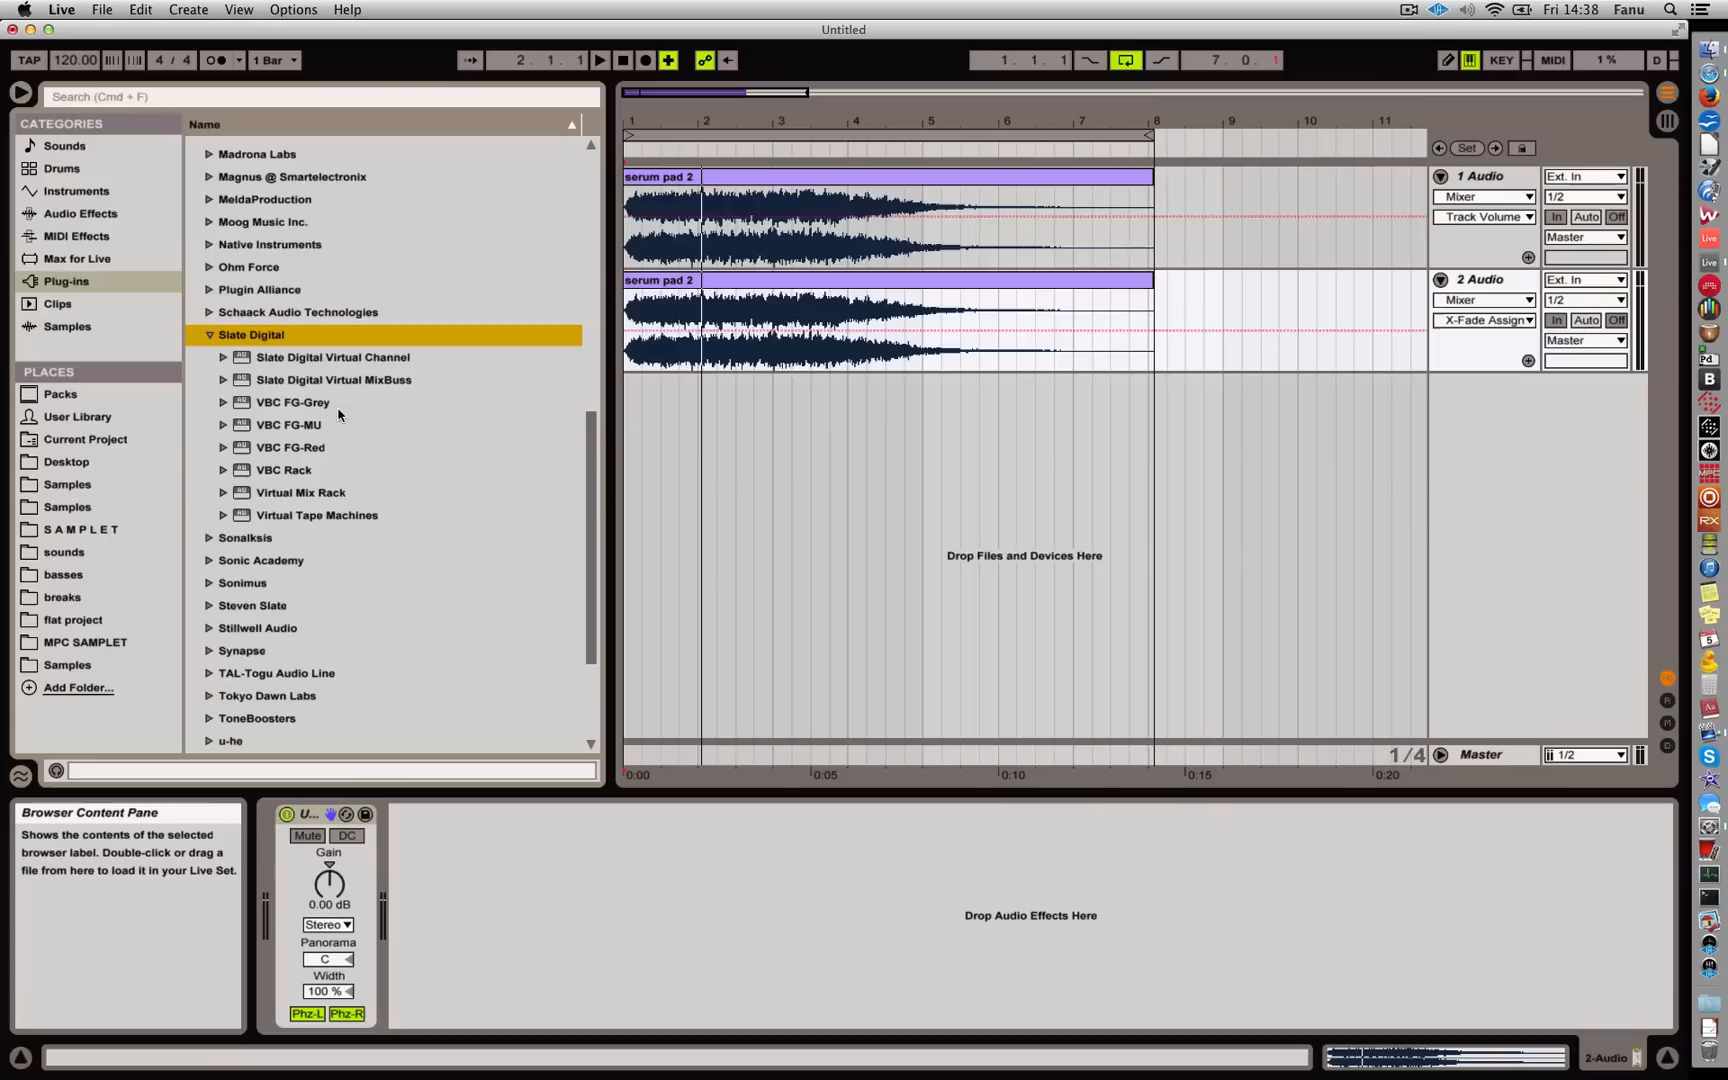 Live File Edit Create View Options Help
Fri 14:38 Fanu
Untitled
TAP 120.00 4 / 4 1 Bar
2. 1. 1
1. 1. 1
7. 0. 1
KEY MIDI 1 % D
Search (Cmd + F)
CATEGORIES
Sounds
Drums
Instruments
Audio Effects
MIDI Effects
Max for Live
Plug-ins
Clips
Samples
PLACES
Packs
User Library
Current Project
Desktop
Samples
Samples
S A M P L E T
sounds
basses
breaks
flat project
MPC SAMPLET
Samples
Add Folder...
Name
Madrona Labs
Magnus @ Smartelectronix
MeldaProduction
Moog Music Inc.
Native Instruments
Ohm Force
Plugin Alliance
Schaack Audio Technologies
Slate Digital
Slate Digital Virtual Channel
Slate Digital Virtual MixBuss
VBC FG-Grey
VBC FG-MU
VBC FG-Red
VBC Rack
Virtual Mix Rack
Virtual Tape Machines
Sonalksis
Sonic Academy
Sonimus
Steven Slate
Stillwell Audio
Synapse
TAL-Togu Audio Line
Tokyo Dawn Labs
ToneBoosters
u-he
1 2 3 4 5 6 7 8 9 10 11
Set
serum pad 2
1 Audio
Mixer
Track Volume
Ext. In
1/2
In Auto Off
Master
serum pad 2
2 Audio
Mixer
X-Fade Assign
Ext. In
1/2
In Auto Off
Master
Drop Files and Devices Here
1/4
Master
1/2
0:00 0:05 0:10 0:15 0:20
Browser Content Pane
Shows the contents of the selected
browser label. Double-click or drag a
file from here to load it in your Live Set.
U...
Mute DC
Gain
0.00 dB
Stereo
Panorama
C
Width
100 %
Phz-L Phz-R
Drop Audio Effects Here
2-Audio